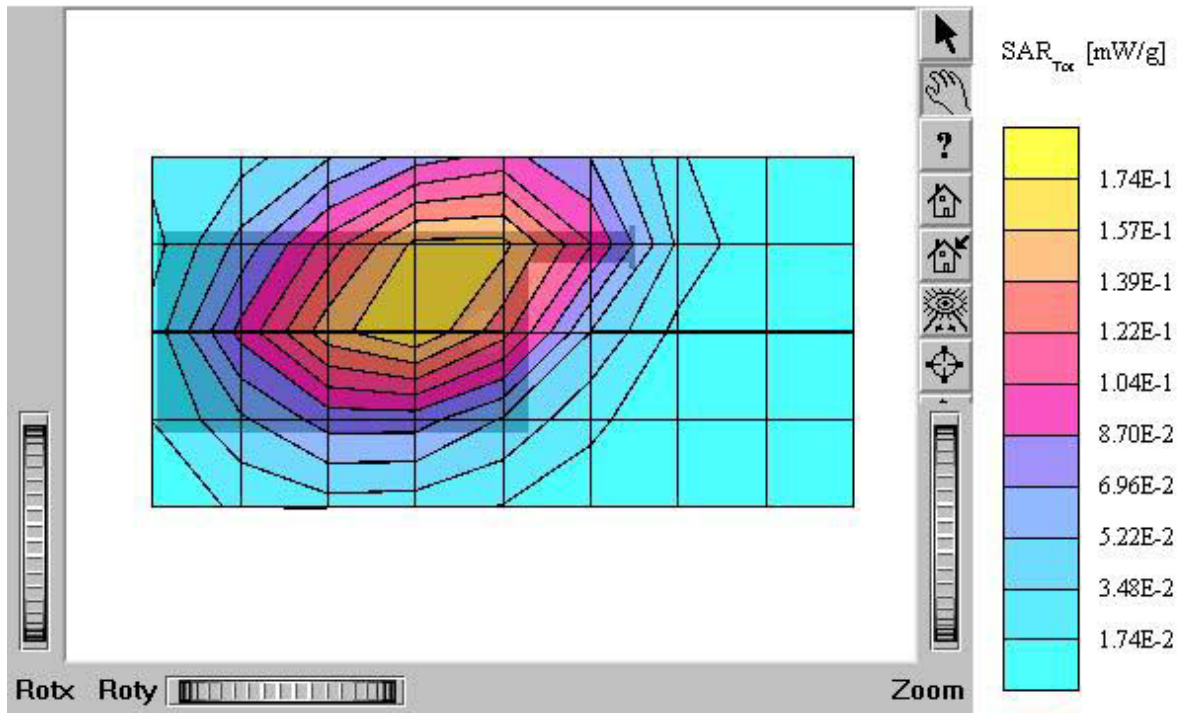 SAR_Tot [mW/g]
?
1.74E-1
1.57E-1
1.39E-1
1.22E-1
1.04E-1
8.70E-2
6.96E-2
5.22E-2
3.48E-2
1.74E-2
Rotx Roty Zoom